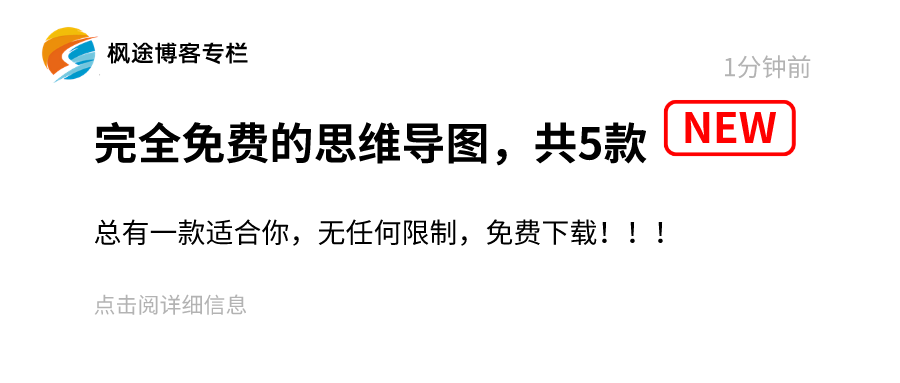 枫途博客专栏
1分钟前
完全免费的思维导图，共5款
NEW
总有一款适合你，无任何限制，免费下载！！！
点击阅详细信息